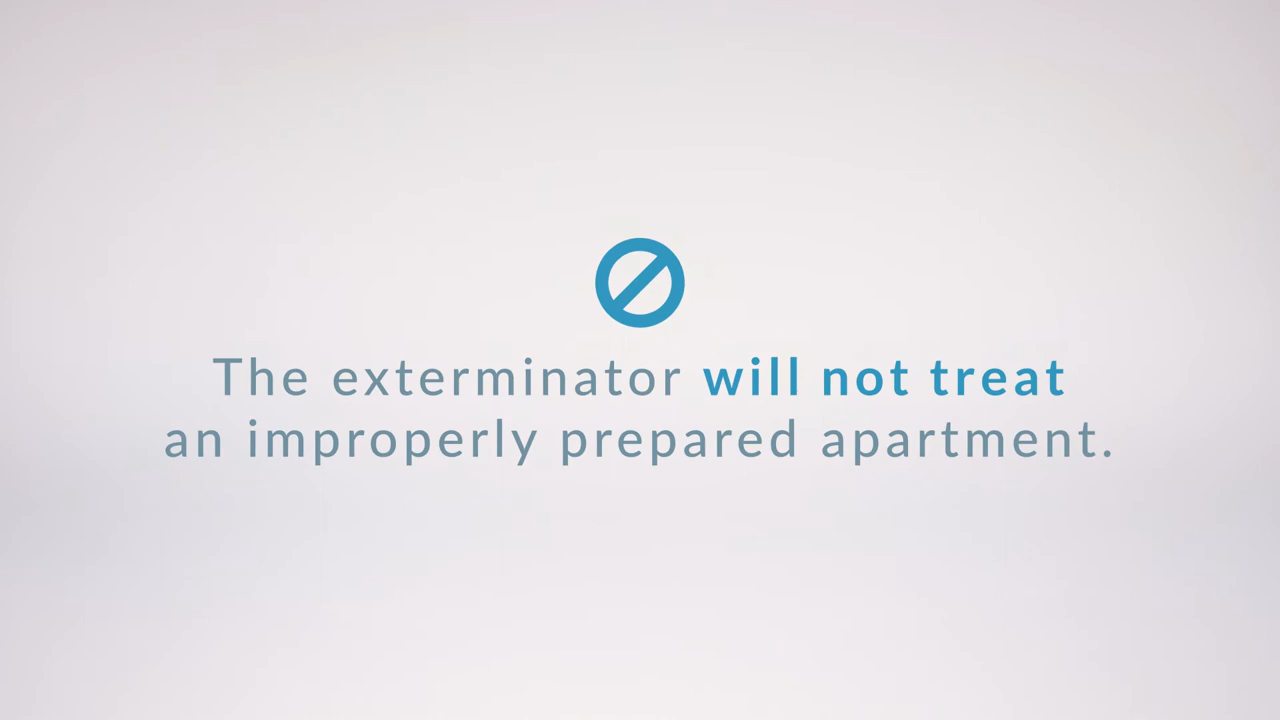 The exterminator will not treat
an improperly prepared apartment.